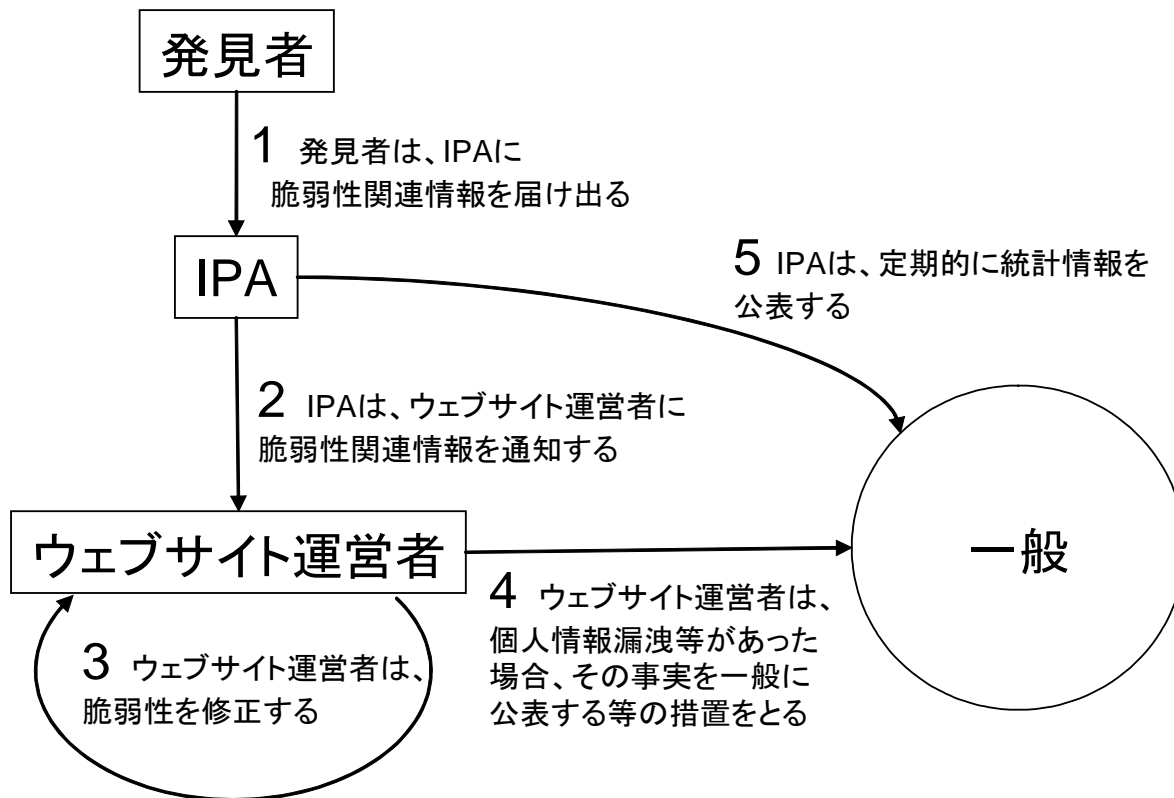 発見者
1 発見者は、IPAに
脆弱性関連情報を届け出る
IPA
5 IPAは、定期的に統計情報を
公表する
2 IPAは、ウェブサイト運営者に
脆弱性関連情報を通知する
ウェブサイト運営者
一般
4 ウェブサイト運営者は、
個人情報漏洩等があった
場合、その事実を一般に
公表する等の措置をとる
3 ウェブサイト運営者は、
脆弱性を修正する